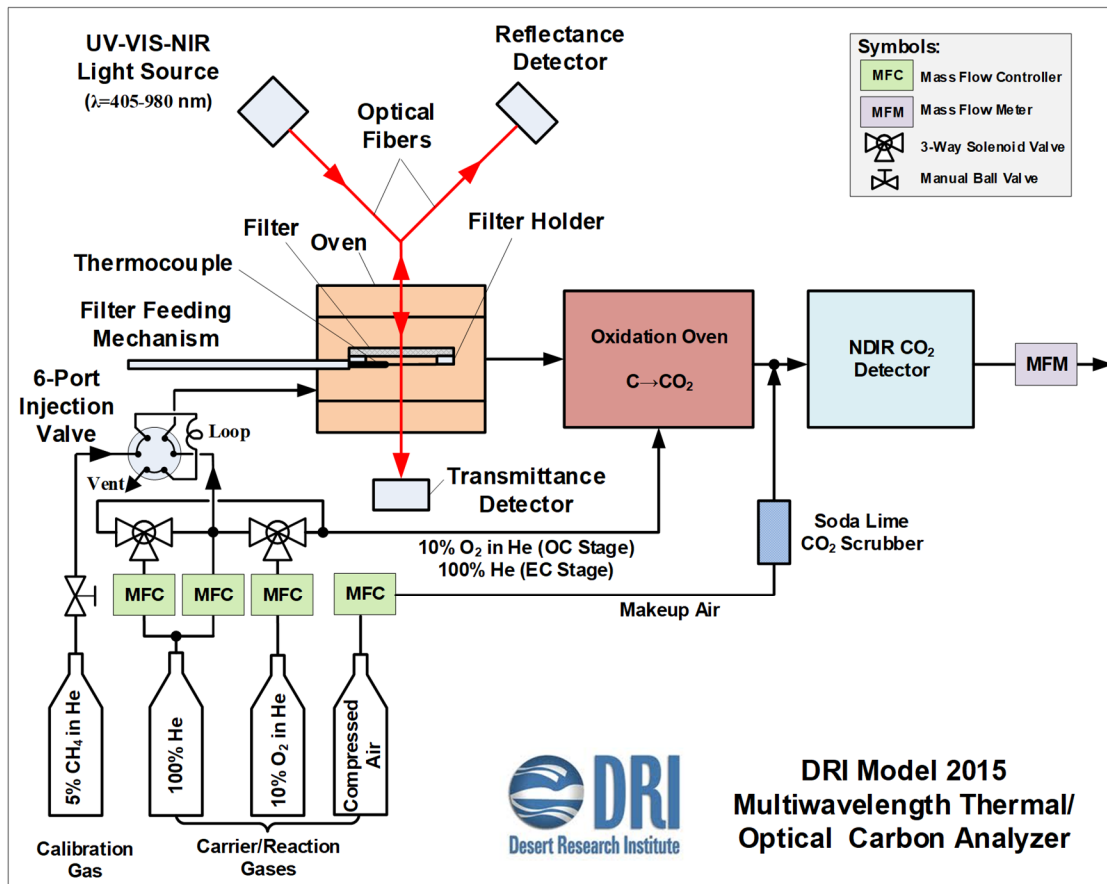 UV-VIS-NIR
Light Source
(λ=405-980 nm)
Reflectance
Detector
Optical
Fibers
Symbols:
MFC Mass Flow Controller
MFM Mass Flow Meter
3-Way Solenoid Valve
Manual Ball Valve
Filter
Oven
Filter Holder
Thermocouple
Filter Feeding
Mechanism
6-Port
Injection
Valve
Loop
Vent
Oxidation Oven
C→CO₂
NDIR CO₂
Detector
MFM
Transmittance
Detector
10% O₂ in He (OC Stage)
100% He (EC Stage)
Soda Lime
CO₂ Scrubber
MFC
MFC
MFC
MFC
Makeup Air
5% CH₄ in He
100% He
10% O₂ in He
Compressed
Air
Calibration
Gas
Carrier/Reaction
Gases
DRI
Desert Research Institute
DRI Model 2015
Multiwavelength Thermal/
Optical Carbon Analyzer